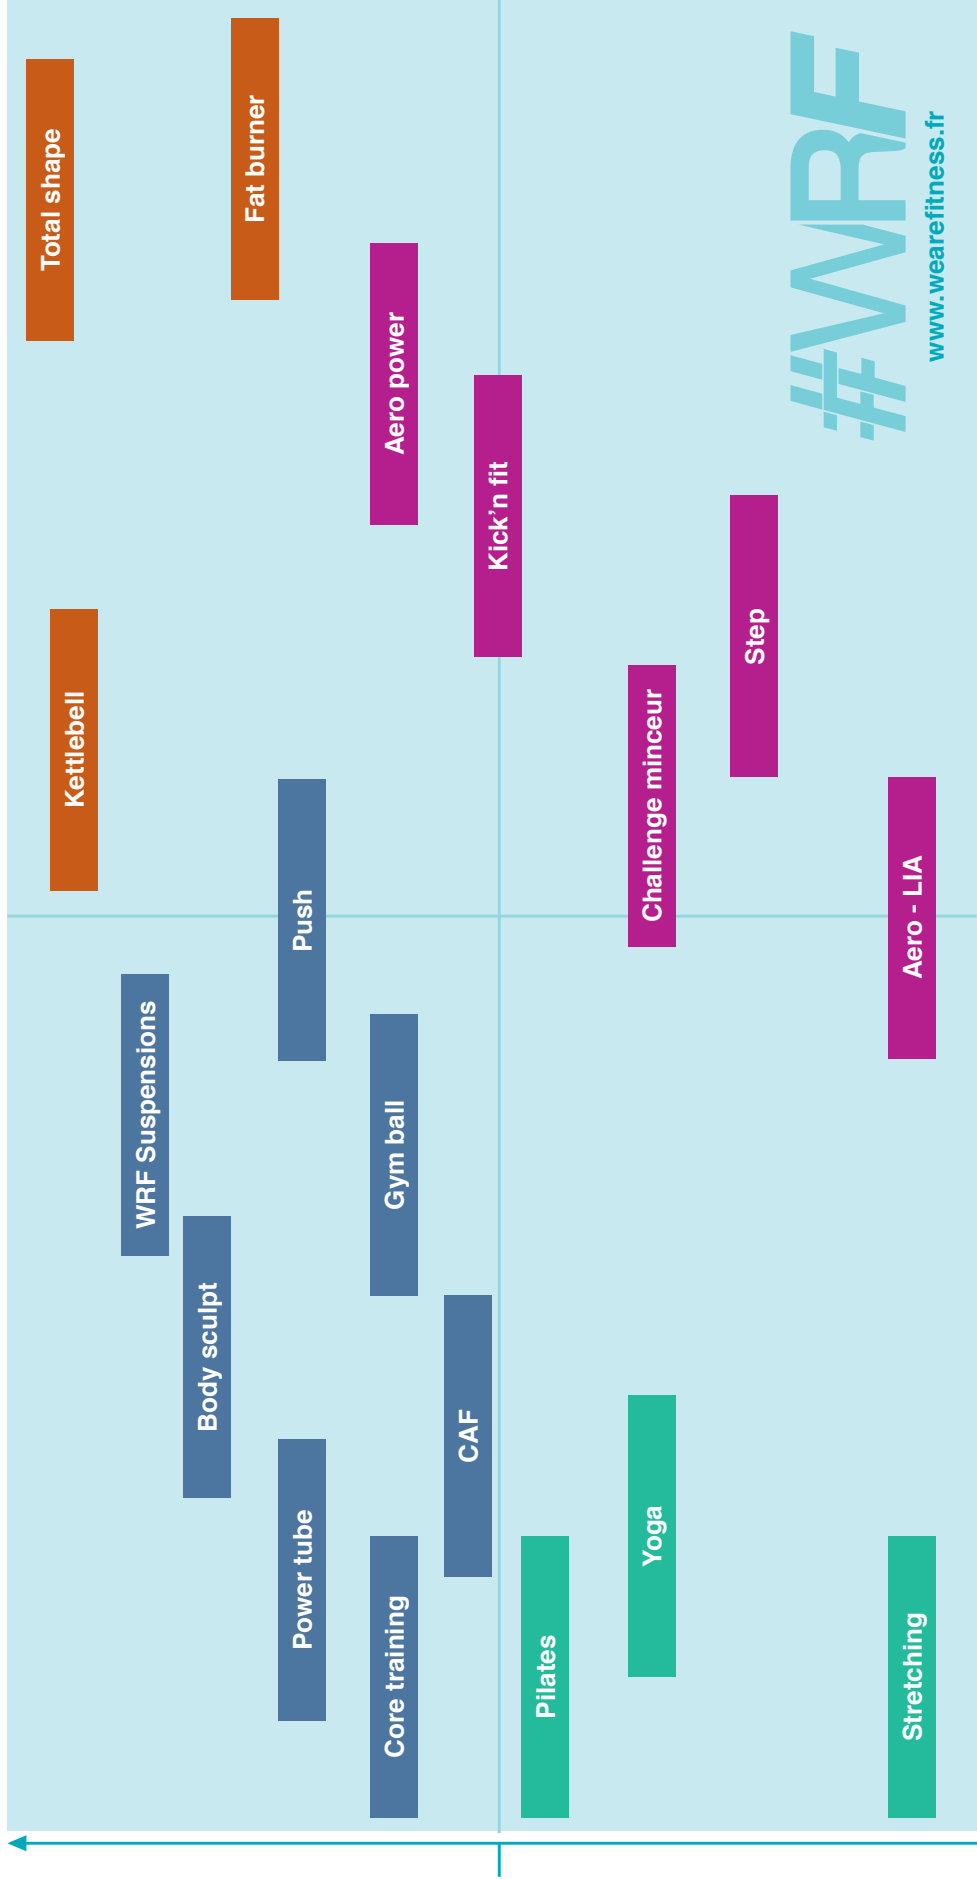 Total shape
Kettlebell
WRF Suspensions
Body sculpt
Fat burner
Push
Power tube
Aero power
Gym ball
Core training
CAF
Kick’n fit
Pilates
Challenge minceur
Yoga
Step
Aero - LIA
Stretching
#WRF
www.wearefitness.fr